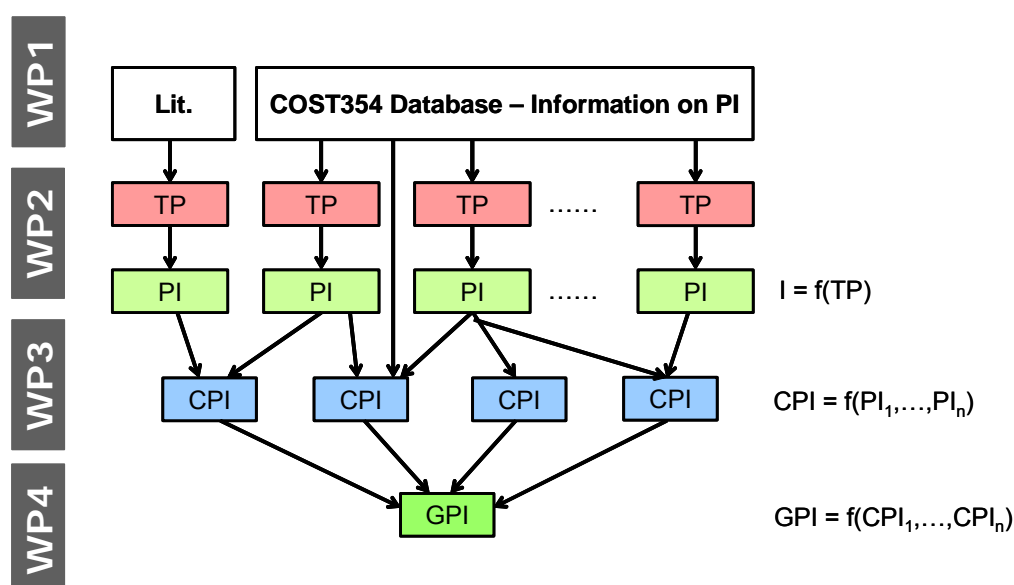 WP1
Lit.
COST354 Database – Information on PI
WP2
TP
TP
TP
......
TP
PI
PI
PI
......
PI
I = f(TP)
WP3
CPI
CPI
CPI
CPI
CPI = f(PI₁,...,PIₙ)
WP4
GPI
GPI = f(CPI₁,...,CPIₙ)